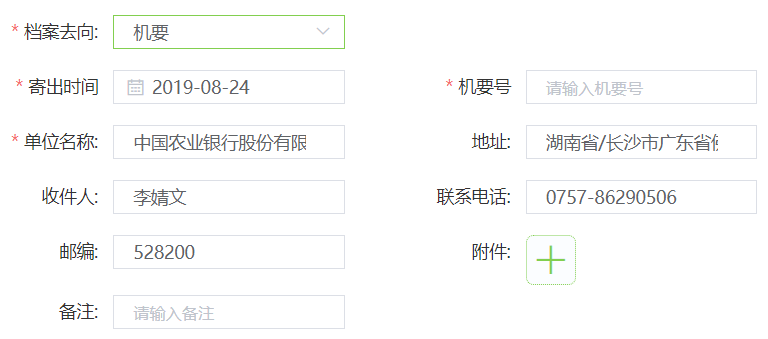 * 档案去向: 机要
* 寄出时间 2019-08-24 * 机要号 请输入机要号
* 单位名称: 中国农业银行股份有限 地址: 湖南省/长沙市广东省
收件人: 李婧文 联系电话: 0757-86290506
邮编: 528200 附件:
备注: 请输入备注